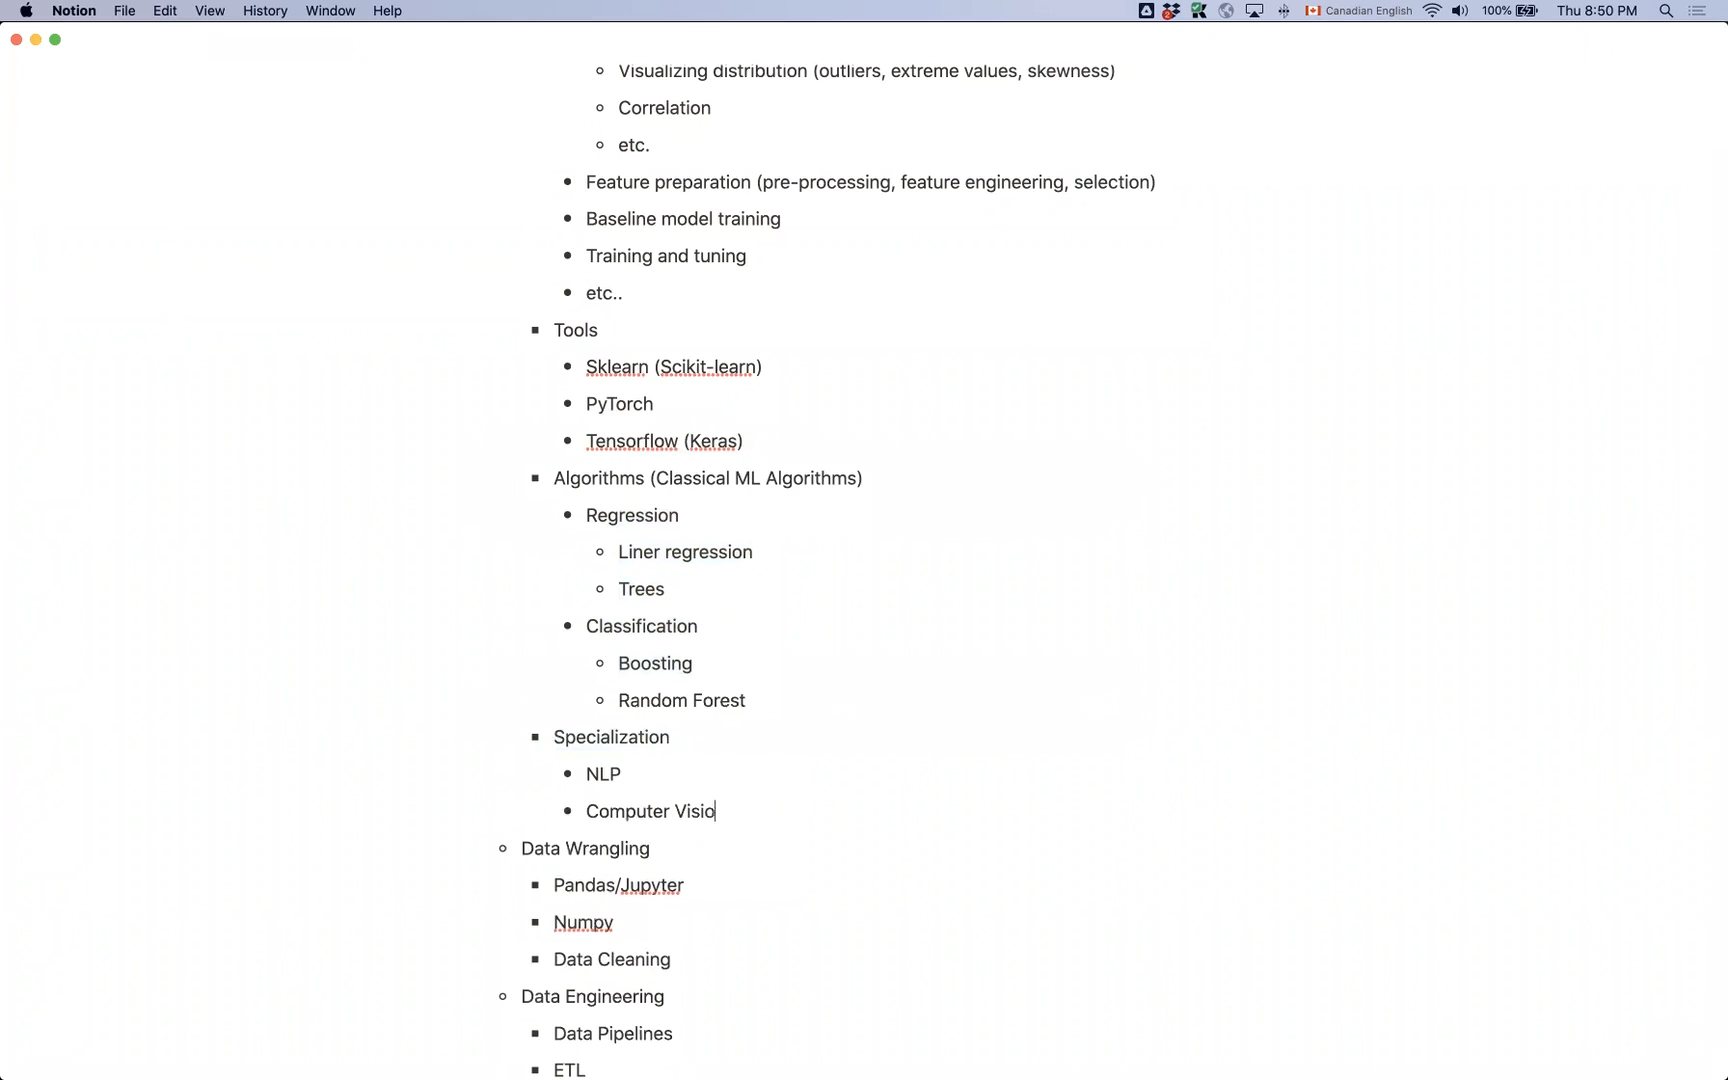 Notion File Edit View History Window Help 2 Canadian English 100% Thu 8:50 PM
Visualizing distribution (outliers, extreme values, skewness)
Correlation
etc.
Feature preparation (pre-processing, feature engineering, selection)
Baseline model training
Training and tuning
etc..
Tools
Sklearn (Scikit-learn)
PyTorch
Tensorflow (Keras)
Algorithms (Classical ML Algorithms)
Regression
Liner regression
Trees
Classification
Boosting
Random Forest
Specialization
NLP
Computer Visio
Data Wrangling
Pandas/Jupyter
Numpy
Data Cleaning
Data Engineering
Data Pipelines
ETL